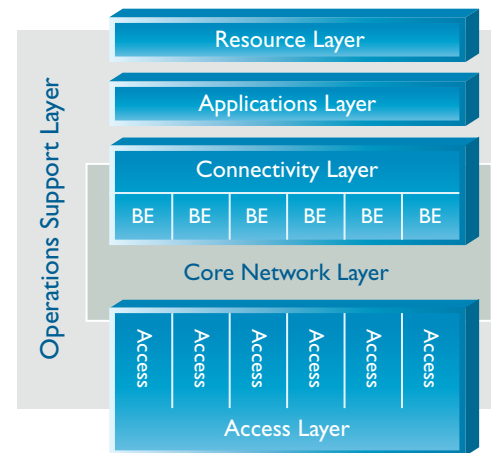 Operations Support Layer
Resource Layer
Applications Layer
Connectivity Layer
BE BE BE BE BE BE
Core Network Layer
Access Access Access Access Access Access
Access Layer